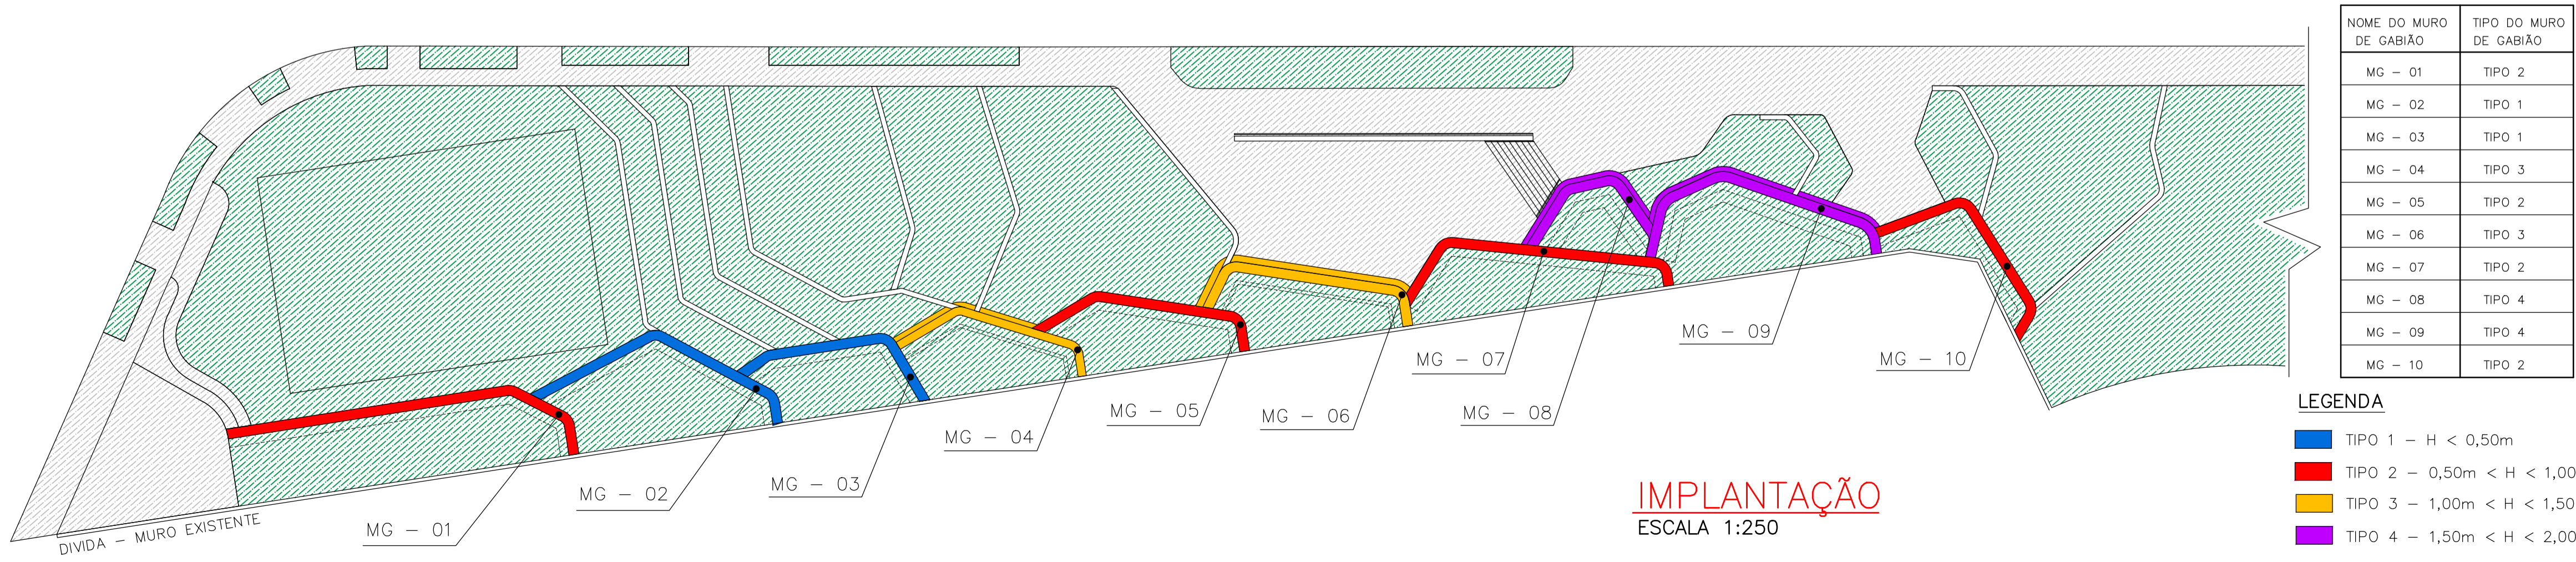 NOME DO MURO DE GABIÃO TIPO DO MURO DE GABIÃO
MG - 01 TIPO 2
MG - 02 TIPO 1
MG - 03 TIPO 1
MG - 04 TIPO 3
MG - 05 TIPO 2
MG - 06 TIPO 3
MG - 07 TIPO 2
MG - 08 TIPO 4
MG - 09 TIPO 4
MG - 10 TIPO 2
LEGENDA
TIPO 1 - H < 0,50m
TIPO 2 - 0,50m < H < 1,00
TIPO 3 - 1,00m < H < 1,50
TIPO 4 - 1,50m < H < 2,00
DIVIDA - MURO EXISTENTE
MG - 01
MG - 02
MG - 03
MG - 04
MG - 05
MG - 06
MG - 07
MG - 08
MG - 09
MG - 10
IMPLANTAÇÃO
ESCALA 1:250